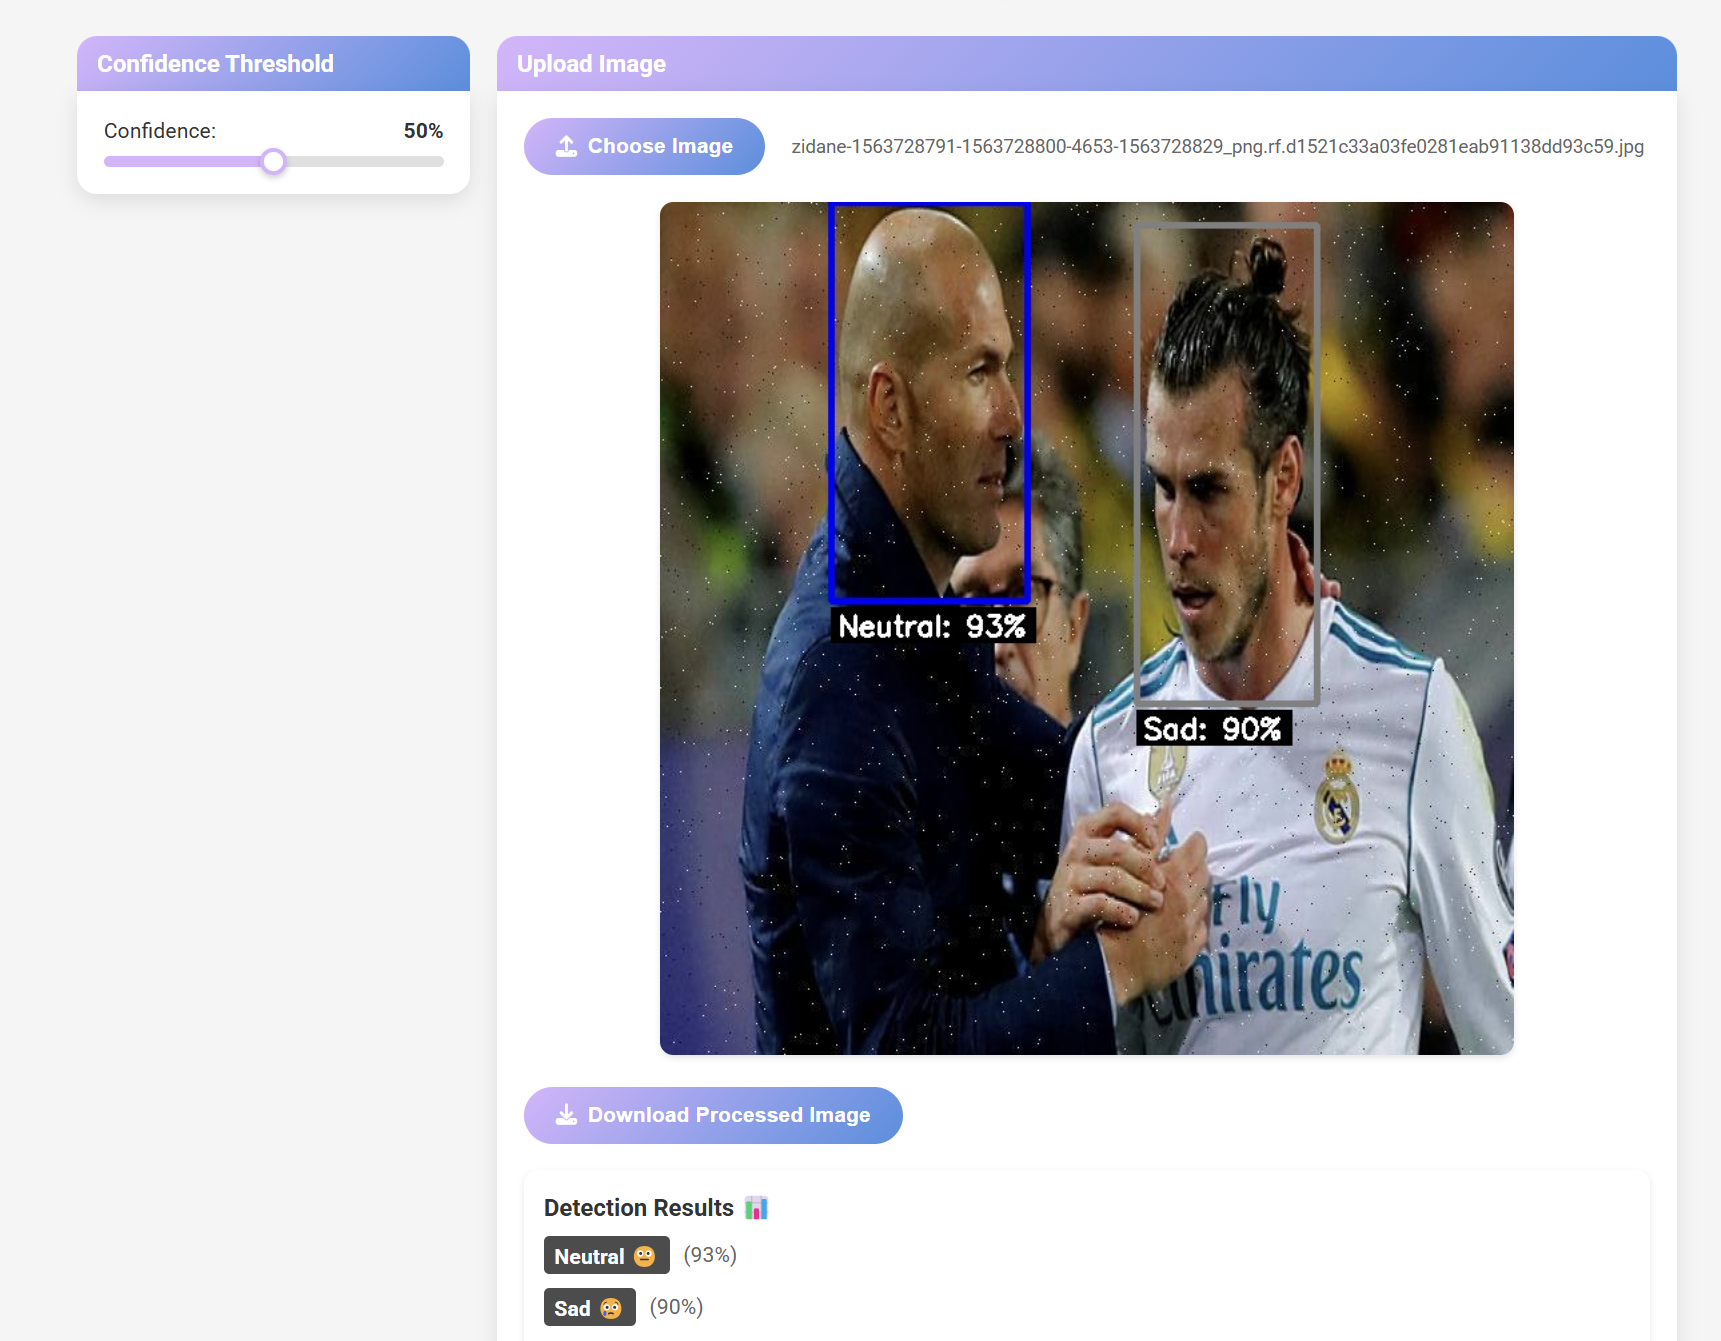 Confidence Threshold
Confidence: 50%
Upload Image
Choose Image
zidane-1563728791-1563728800-4653-1563728829_png.rf.d1521c33a03fe0281eab91138dd93c59.jpg
Neutral: 93%
Sad: 90%
Fly
Emirates
Download Processed Image
Detection Results
Neutral (93%)
Sad (90%)